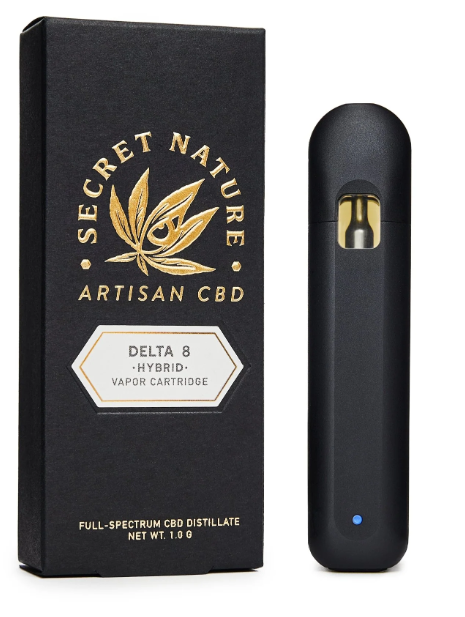 SECRET NATURE
ARTISAN CBD
DELTA 8
·HYBRID·
VAPOR CARTRIDGE
FULL-SPECTRUM CBD DISTILLATE
NET WT. 1.0 G